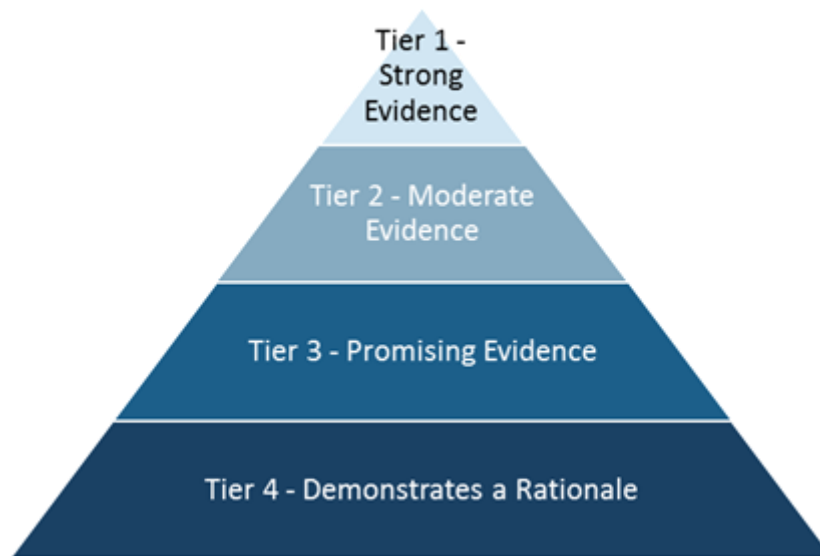 Tier 1 -
Strong
Evidence
Tier 2 - Moderate
Evidence
Tier 3 - Promising Evidence
Tier 4 - Demonstrates a Rationale